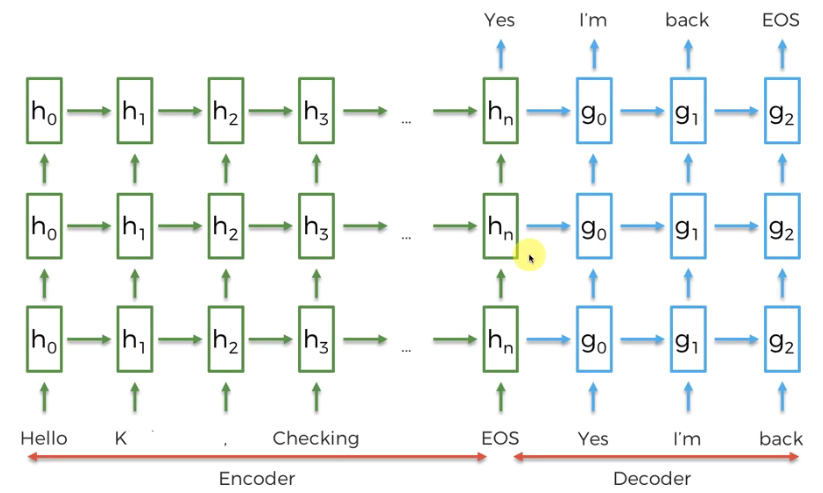 Yes I'm back EOS
h0 h1 h2 h3 ... hn g0 g1 g2
h0 h1 h2 h3 ... hn g0 g1 g2
h0 h1 h2 h3 ... hn g0 g1 g2
Hello K , Checking EOS Yes I'm back
Encoder Decoder